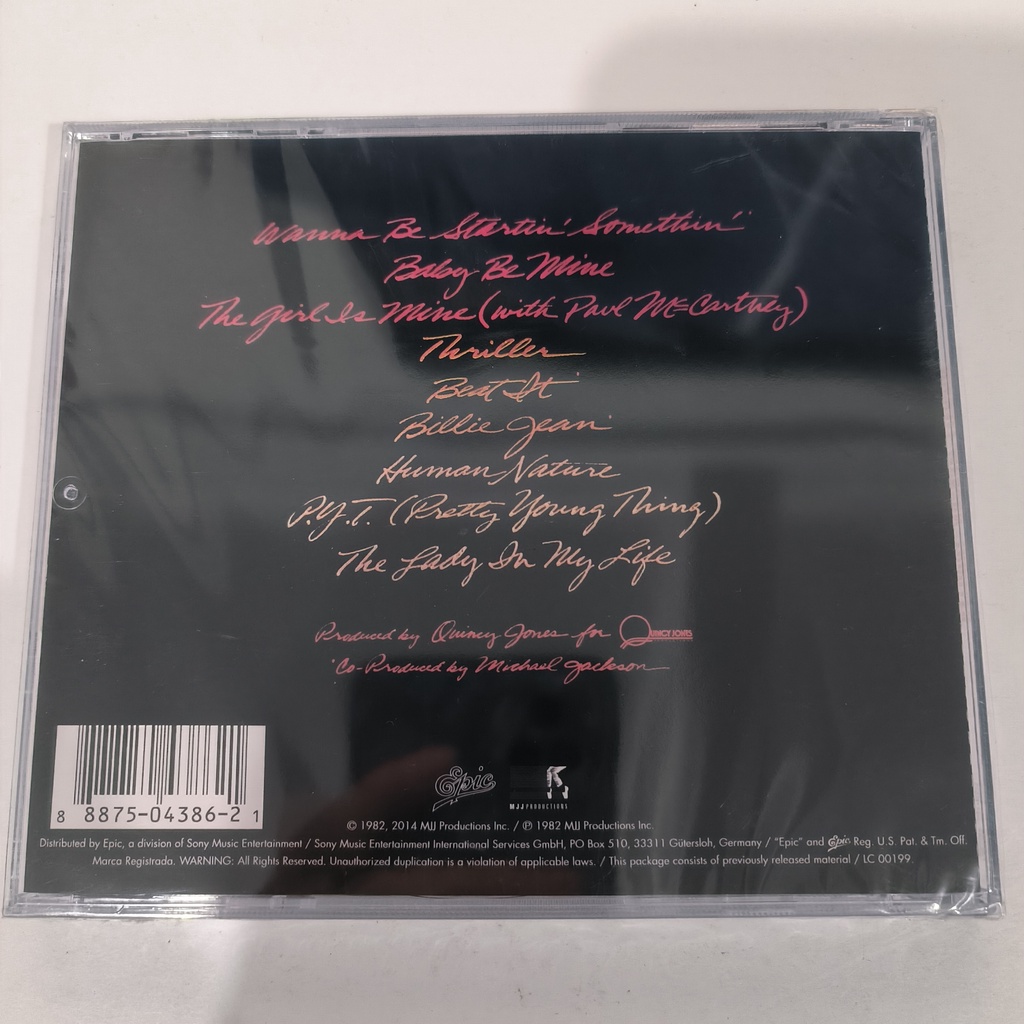 Wanna Be Startin' Somethin'
Baby Be Mine
The Girl Is Mine (with Paul McCartney)
Thriller
Beat It
Billie Jean
Human Nature
P.Y.T. (Pretty Young Thing)
The Lady In My Life
Produced by Quincy Jones for QUINCY JONES
Co-Produced by Michael Jackson
Epic
MJJ PRODUCTIONS
8 8875-04386-2 1
© 1982, 2014 MJJ Productions Inc. / ℗ 1982 MJJ Productions Inc.
Distributed by Epic, a division of Sony Music Entertainment / Sony Music Entertainment International Services GmbH, PO Box 510, 33311 Gütersloh, Germany / "Epic" and Epic Reg. U.S. Pat. & Tm. Off.
Marca Registrada. WARNING: All Rights Reserved. Unauthorized duplication is a violation of applicable laws. / This package consists of previously released material / LC 00199.